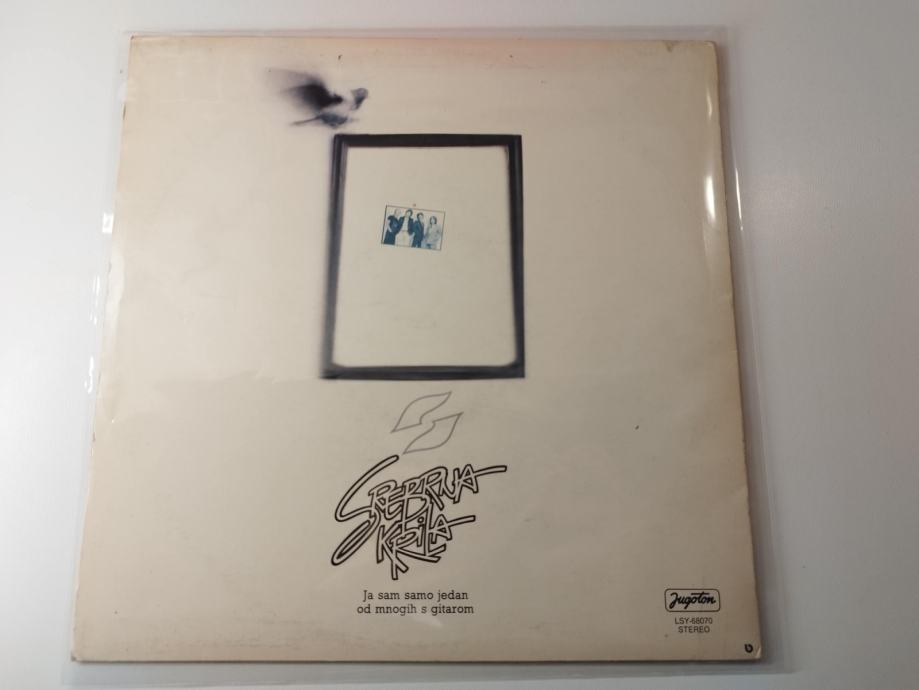 SREBRNA
KRILA
Ja sam samo jedan
od mnogih s gitarom
Jugoton
LSY-68070
STEREO